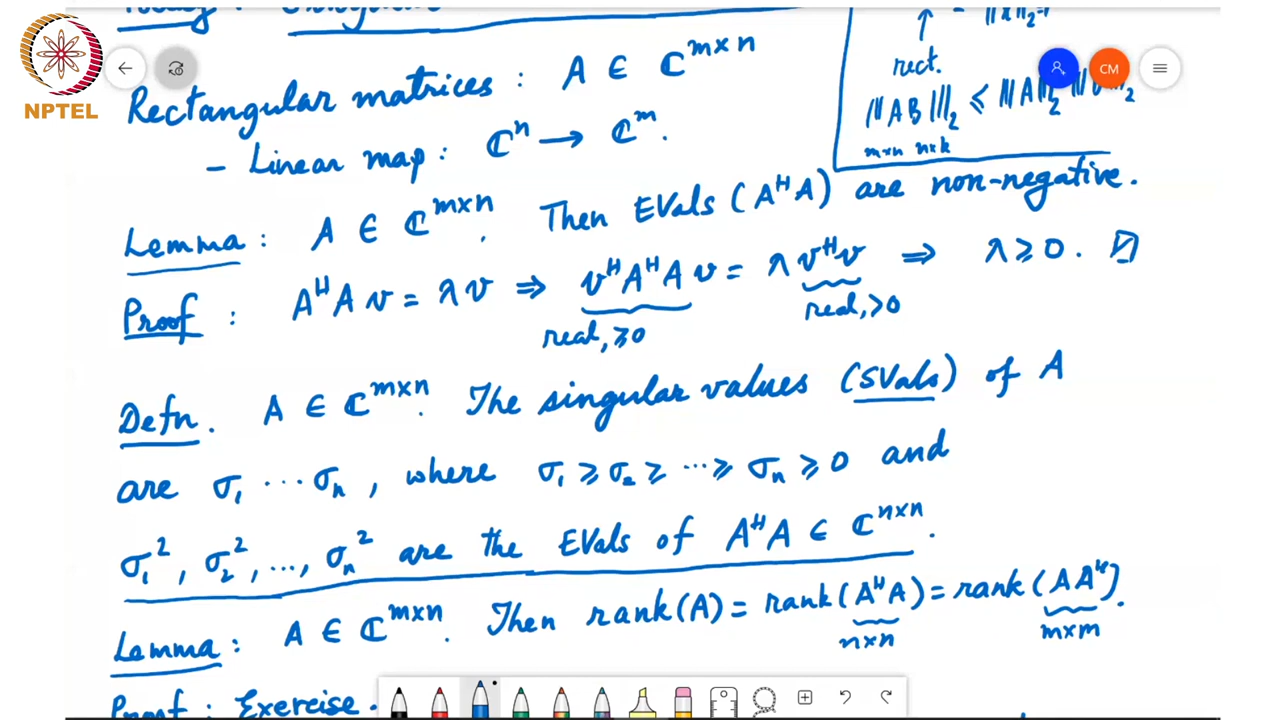 Rectangular matrices : A ∈ ℂ^{m×n}
- Linear map : ℂ^n → ℂ^m.
rect.
|||AB|||_2 ≤ |||A|||_2
m×n n×k
Lemma : A ∈ ℂ^{m×n}. Then EVals (A^H A) are non-negative.
Proof : A^H A v = λv ⇒ v^H A^H A v = λ v^H v ⇒ λ ≥ 0.
real, ≥0 real, >0
Defn. A ∈ ℂ^{m×n}. The singular values (SVals) of A
are σ_1 ... σ_n, where σ_1 ≥ σ_2 ≥ ... ≥ σ_n ≥ 0 and
σ_1^2, σ_2^2, ..., σ_n^2 are the EVals of A^H A ∈ ℂ^{n×n}.
Lemma : A ∈ ℂ^{m×n}. Then rank(A) = rank(A^H A) = rank(AA^H).
n×n m×m
Proof : Exercise.
NPTEL
CM